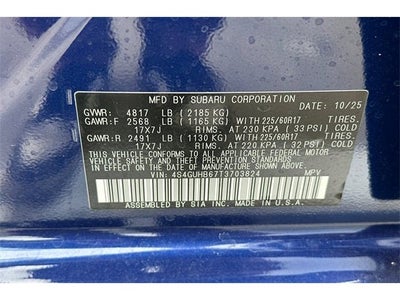 MFD. BY SUBARU CORPORATION DATE: 10/25
GVWR: 4817 LB (2185 KG)
GAWR:F 2568 LB (1165 KG) WITH 225/60R17 TIRES.
17X7J RIMS. AT 230 KPA (33 PSI) COLD
GAWR:R 2491 LB (1130 KG) WITH 225/60R17 TIRES.
17X7J RIMS. AT 220 KPA (32 PSI) COLD
THIS VEHICLE CONFORMS TO ALL APPLICABLE FEDERAL MOTOR
VEHICLE SAFETY AND BUMPER STANDARDS IN EFFECT ON THE
DATE OF MANUFACTURE SHOWN ABOVE.
VIN: 4S4GUHB67T3703824 MPV
ASSEMBLED BY SIA INC. MADE IN U.S.A.